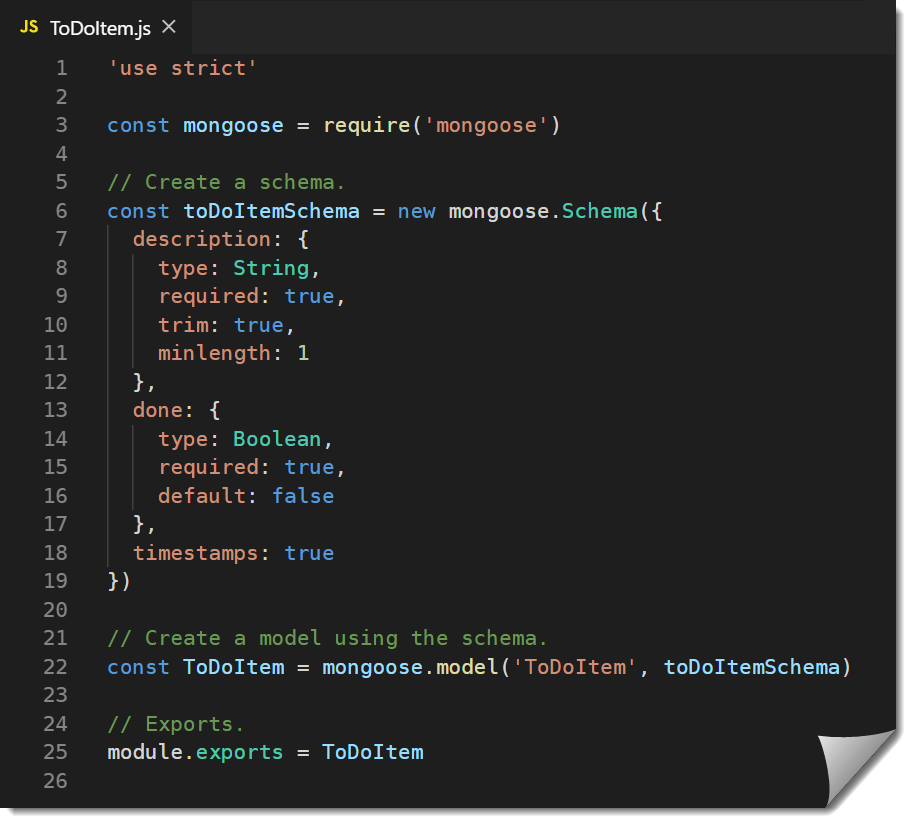 JS ToDoItem.js ×
1 'use strict'
2
3 const mongoose = require('mongoose')
4
5 // Create a schema.
6 const toDoItemSchema = new mongoose.Schema({
7   description: {
8     type: String,
9     required: true,
10     trim: true,
11     minlength: 1
12   },
13   done: {
14     type: Boolean,
15     required: true,
16     default: false
17   },
18   timestamps: true
19 })
20
21 // Create a model using the schema.
22 const ToDoItem = mongoose.model('ToDoItem', toDoItemSchema)
23
24 // Exports.
25 module.exports = ToDoItem
26